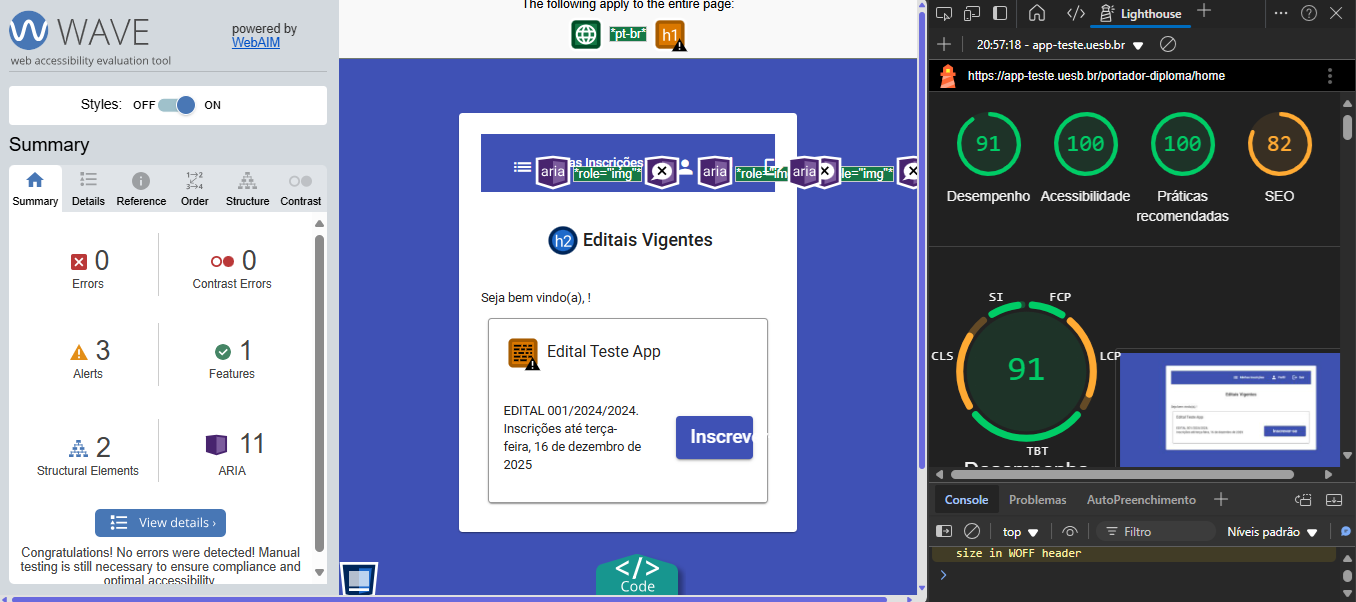 WAVE
web accessibility evaluation tool
powered by
WebAIM
Styles: OFF ON
Summary
Summary Details Reference Order Structure Contrast
0
Errors
0
Contrast Errors
3
Alerts
1
Features
2
Structural Elements
11
ARIA
View details ›
Congratulations! No errors were detected! Manual
testing is still necessary to ensure compliance and
optimal accessibility
The following apply to the entire page:
*pt-br* h1
aria as Inscrições *role="img"* aria aria
h2 Editais Vigentes
Seja bem vindo(a), !
Edital Teste App
EDITAL 001/2024/2024.
Inscrições até terça-
feira, 16 de dezembro de
2025
Inscrev
</>
Code
Lighthouse
20:57:18 - app-teste.uesb.br
https://app-teste.uesb.br/portador-diploma/home
91
Desempenho
100
Acessibilidade
100
Práticas
recomendadas
82
SEO
SI FCP
CLS LCP
91
TBT
Desempenho
Editais Vigentes
Console Problemas AutoPreenchimento
top Filtro Níveis padrão
size in WOFF header